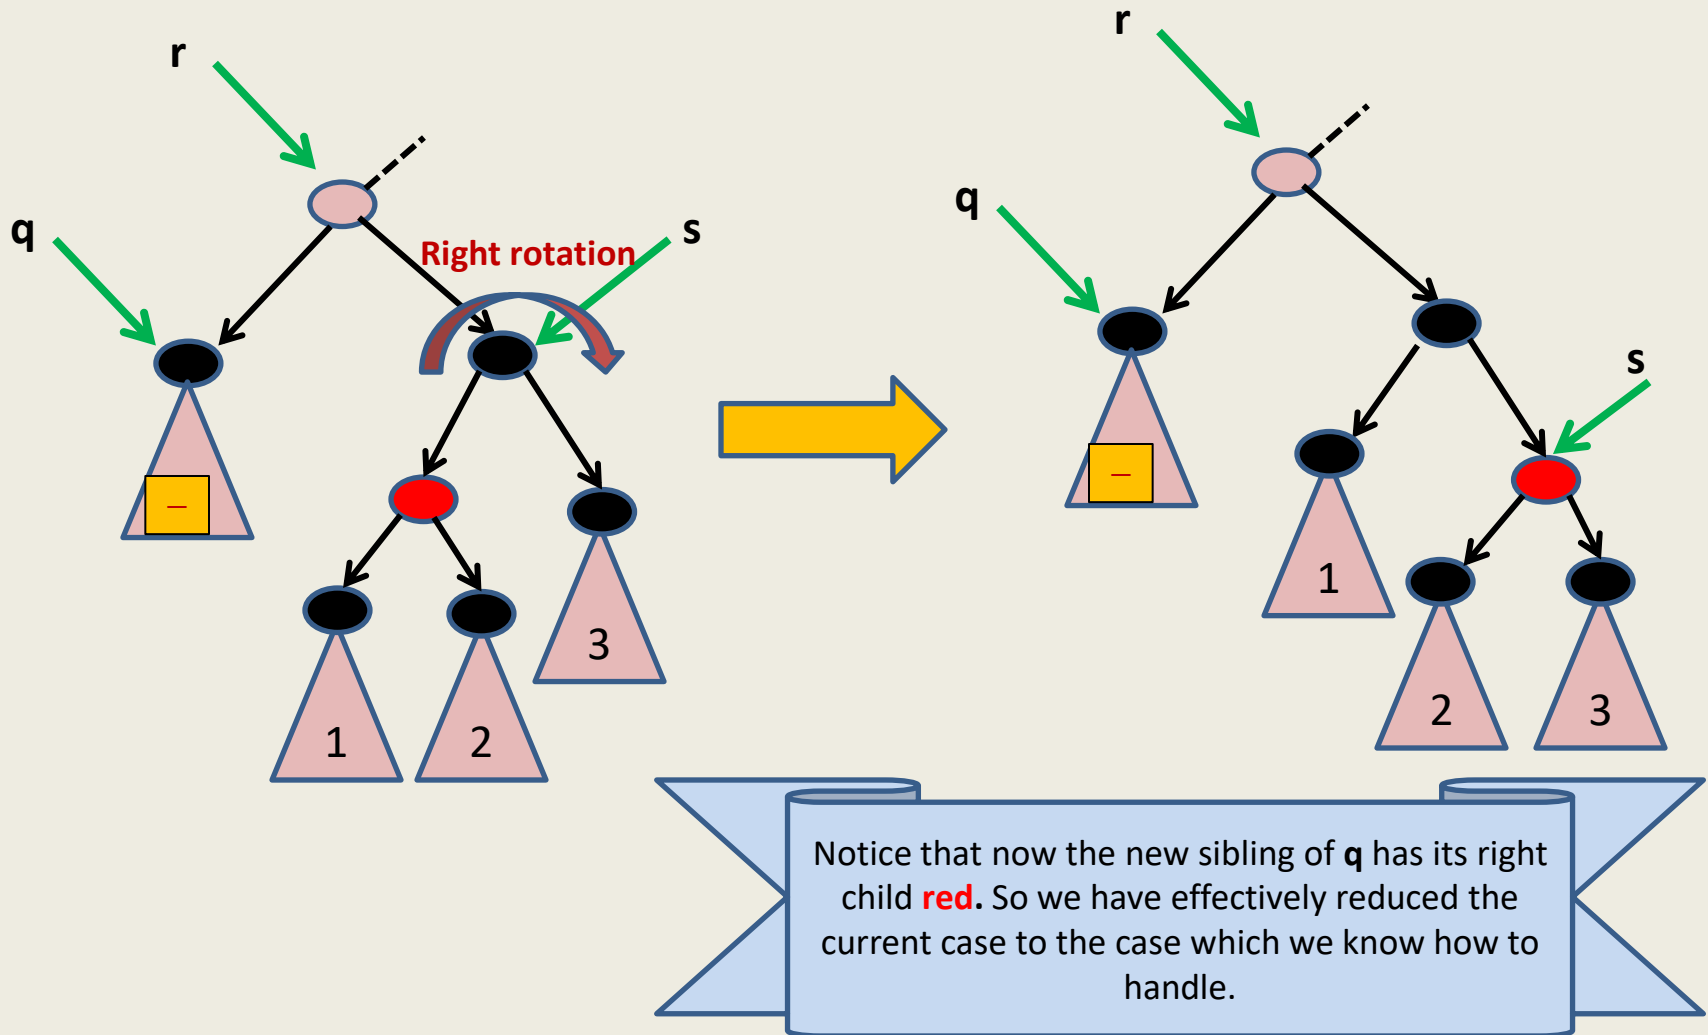 r
q
Right rotation
s
–
1
2
3
r
q
s
–
1
2
3
Notice that now the new sibling of q has its right
child red. So we have effectively reduced the
current case to the case which we know how to
handle.